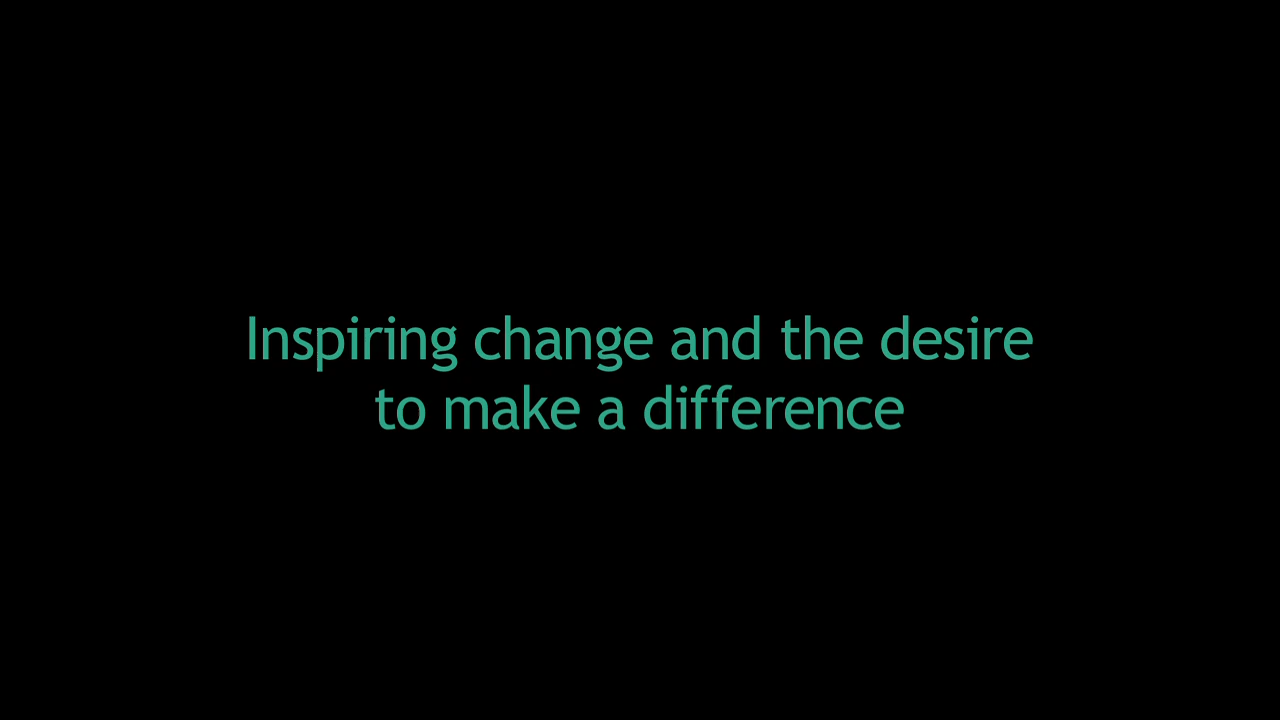 Inspiring change and the desire
to make a difference